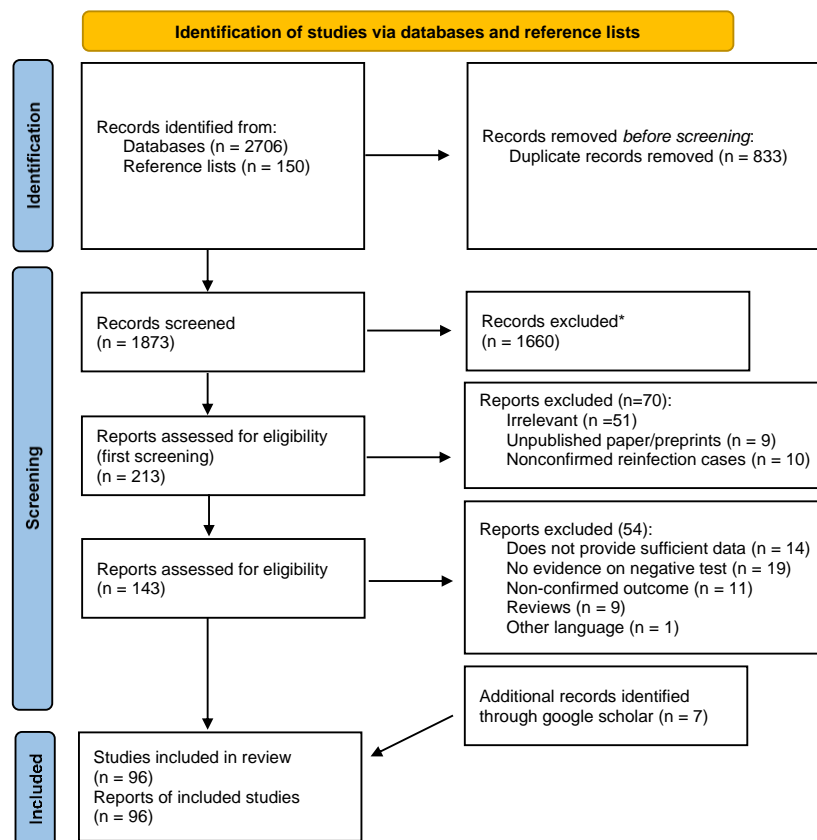 Identification of studies via databases and reference lists
Identification
Records identified from:
Databases (n = 2706)
Reference lists (n = 150)
Records removed before screening:
Duplicate records removed (n = 833)
Screening
Records screened
(n = 1873)
Records excluded*
(n = 1660)
Reports assessed for eligibility
(first screening)
n = 213)
Reports excluded (n=70):
Irrelevant (n =51)
Unpublished paper/preprints (n = 9)
Nonconfirmed reinfection cases (n = 10)
Reports assessed for eligibility
(n = 143)
Reports excluded (54):
Does not provide sufficient data (n = 14)
No evidence on negative test (n = 19)
Non-confirmed outcome (n = 11)
Reviews (n = 9)
Other language (n = 1)
Additional records identified
through google scholar (n = 7)
Included
Studies included in review
(n = 96)
Reports of included studies
(n = 96)